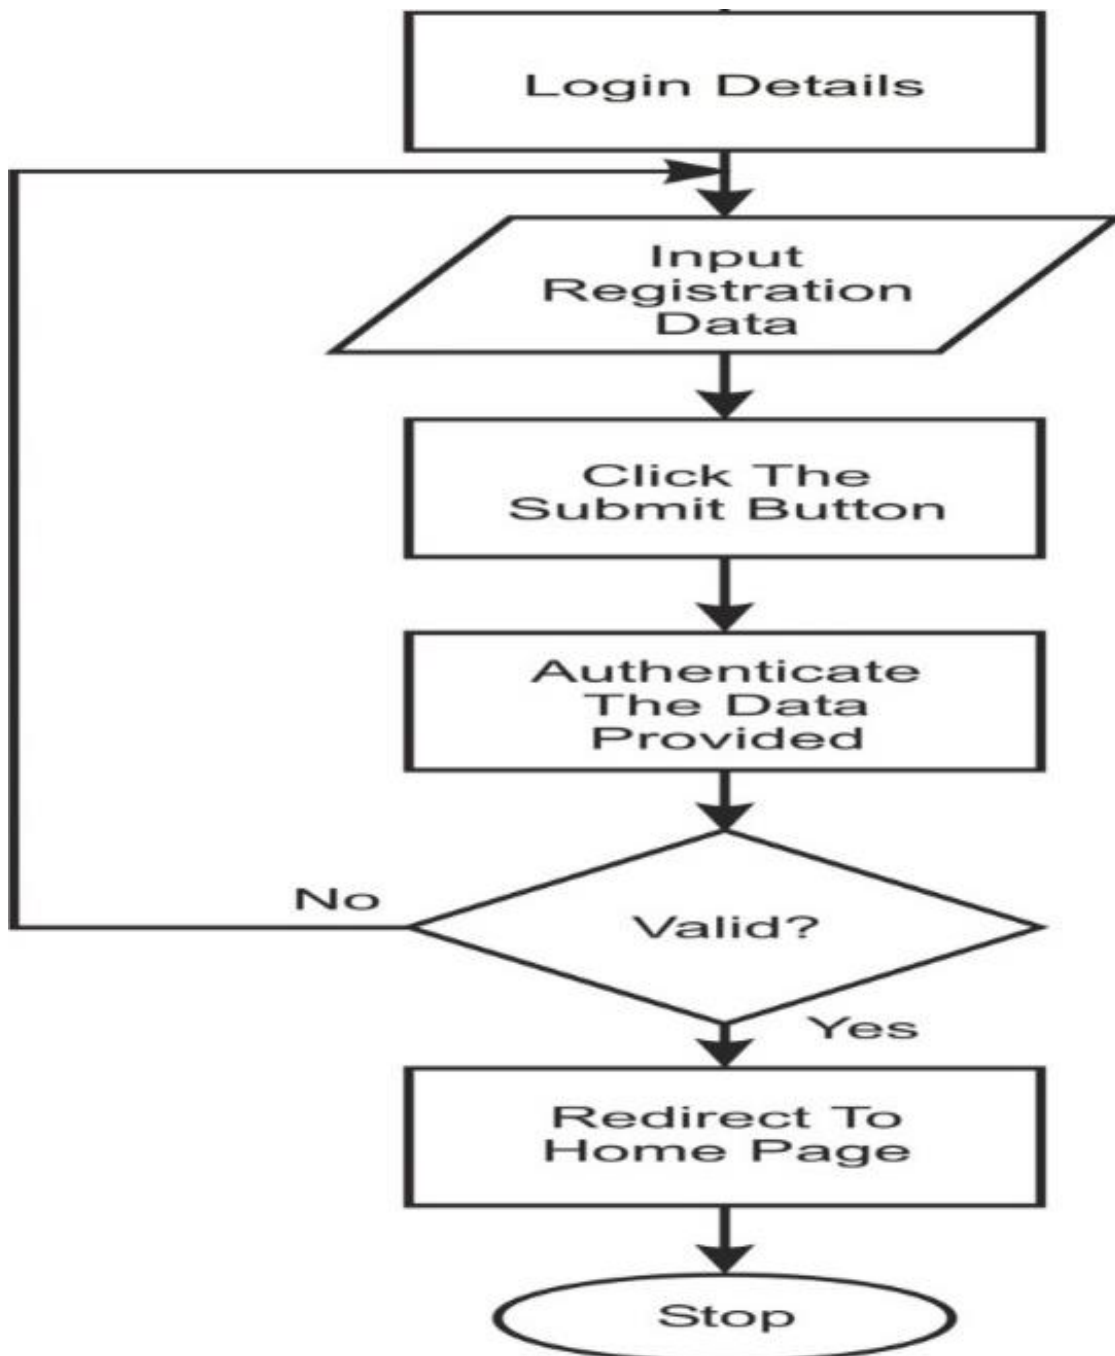 Login Details
Input
Registration
Data
Click The
Submit Button
Authenticate
The Data
Provided
No
Valid?
Yes
Redirect To
Home Page
Stop